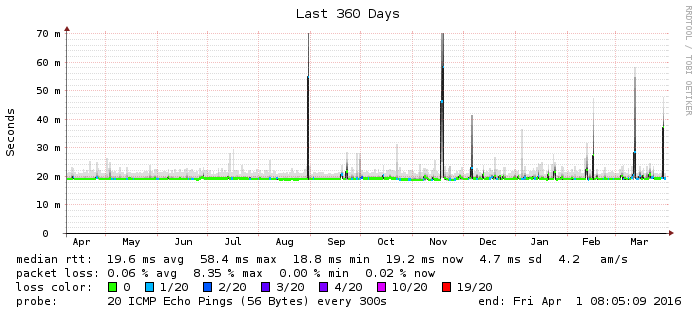 Last 360 Days
RRDTOOL / TOBI OETIKER
Seconds
70 m
60 m
50 m
40 m
30 m
20 m
10 m
0
Apr May Jun Jul Aug Sep Oct Nov Dec Jan Feb Mar
median rtt: 19.6 ms avg 58.4 ms max 18.8 ms min 19.2 ms now 4.7 ms sd 4.2 am/s
packet loss: 0.06 % avg 8.35 % max 0.00 % min 0.02 % now
loss color: 0 1/20 2/20 3/20 4/20 10/20 19/20
probe: 20 ICMP Echo Pings (56 Bytes) every 300s end: Fri Apr 1 08:05:09 2016